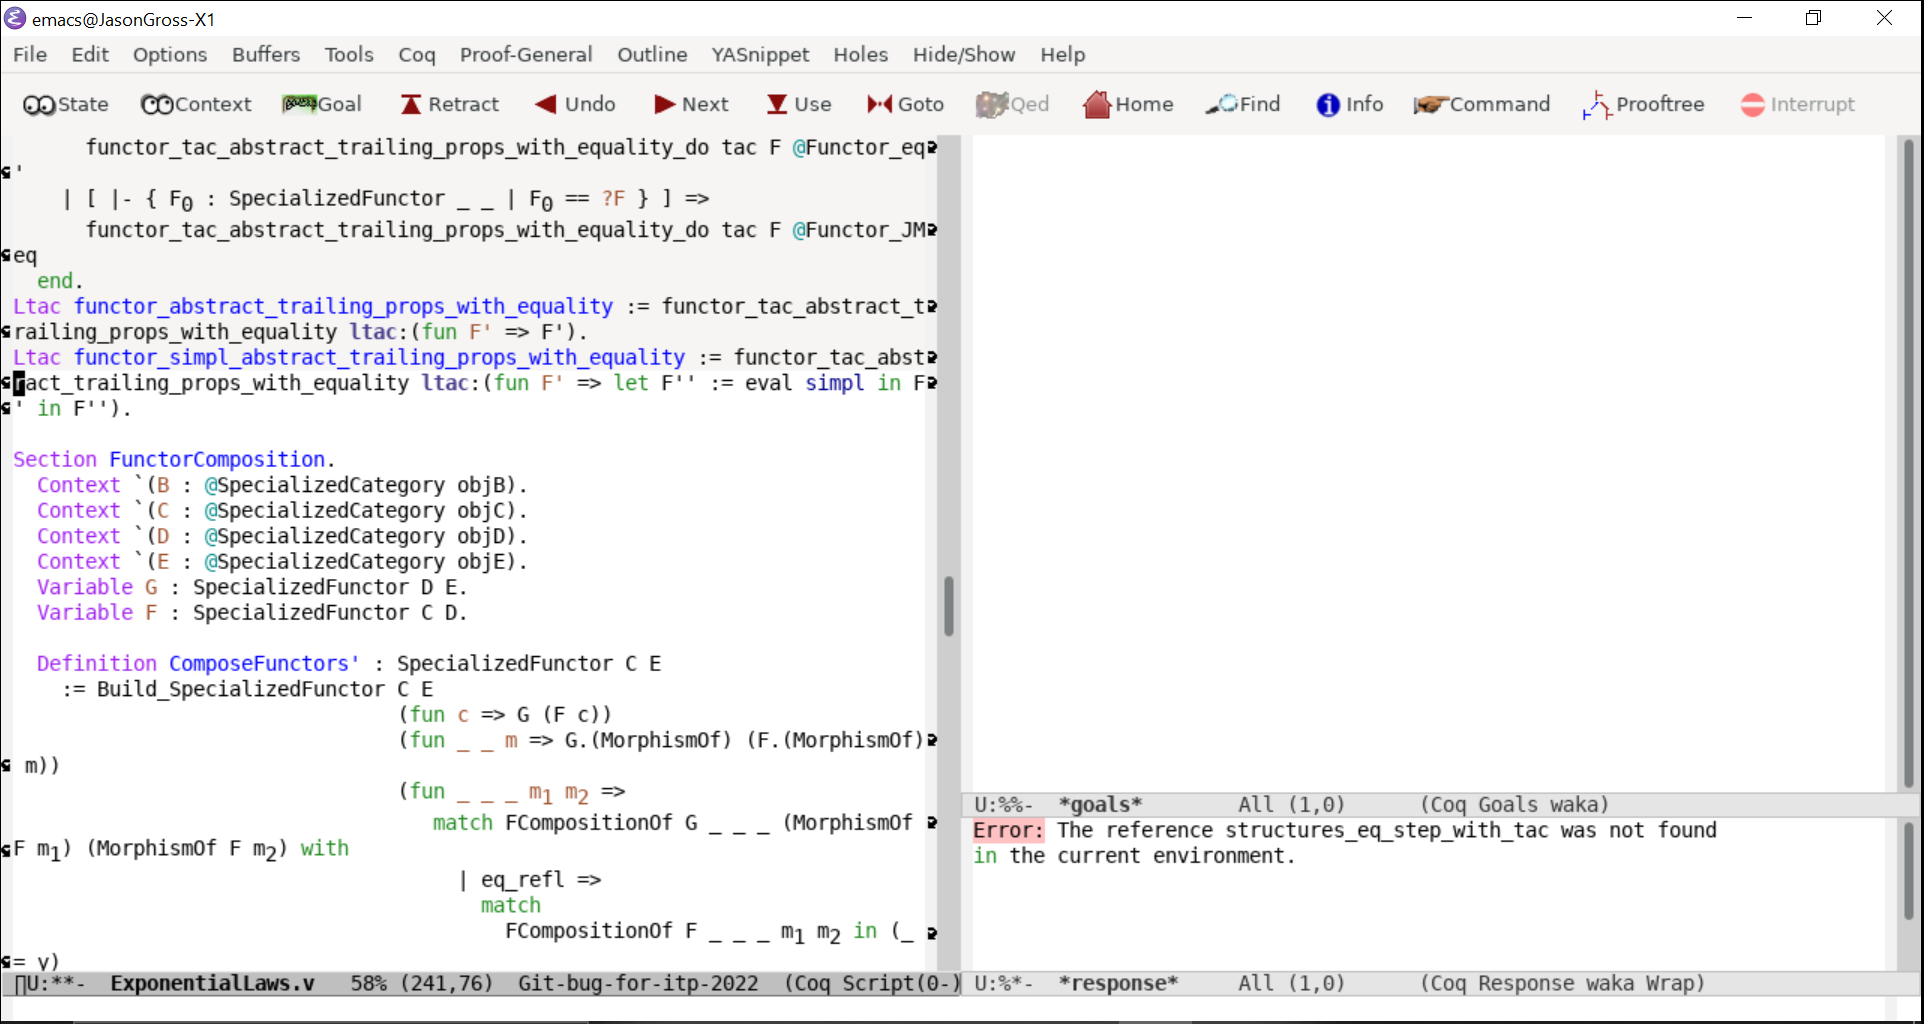 emacs@JasonGross-X1
File Edit Options Buffers Tools Coq Proof-General Outline YASnippet Holes Hide/Show Help
State Context Goal Retract Undo Next Use Goto Qed Home Find Info Command Prooftree Interrupt
functor_tac_abstract_trailing_props_with_equality_do tac F @Functor_eq
'
| [ |- { F₀ : SpecializedFunctor _ _ | F₀ == ?F } ] =>
functor_tac_abstract_trailing_props_with_equality_do tac F @Functor_JM
eq
end.
Ltac functor_abstract_trailing_props_with_equality := functor_tac_abstract_t
railing_props_with_equality ltac:(fun F' => F').
Ltac functor_simpl_abstract_trailing_props_with_equality := functor_tac_abst
ract_trailing_props_with_equality ltac:(fun F' => let F'' := eval simpl in F
' in F'').
Section FunctorComposition.
Context `(B : @SpecializedCategory objB).
Context `(C : @SpecializedCategory objC).
Context `(D : @SpecializedCategory objD).
Context `(E : @SpecializedCategory objE).
Variable G : SpecializedFunctor D E.
Variable F : SpecializedFunctor C D.
Definition ComposeFunctors' : SpecializedFunctor C E
:= Build_SpecializedFunctor C E
(fun c => G (F c))
(fun _ _ m => G.(MorphismOf) (F.(MorphismOf)
m))
(fun _ _ _ m₁ m₂ =>
match FCompositionOf G _ _ _ (MorphismOf
F m₁) (MorphismOf F m₂) with
| eq_refl =>
match
FCompositionOf F _ _ _ m₁ m₂ in (_
= y)
U:**- ExponentialLaws.v 58% (241,76) Git-bug-for-itp-2022 (Coq Script(0-)
U:%%- *goals* All (1,0) (Coq Goals waka)
Error: The reference structures_eq_step_with_tac was not found
in the current environment.
U:%*- *response* All (1,0) (Coq Response waka Wrap)